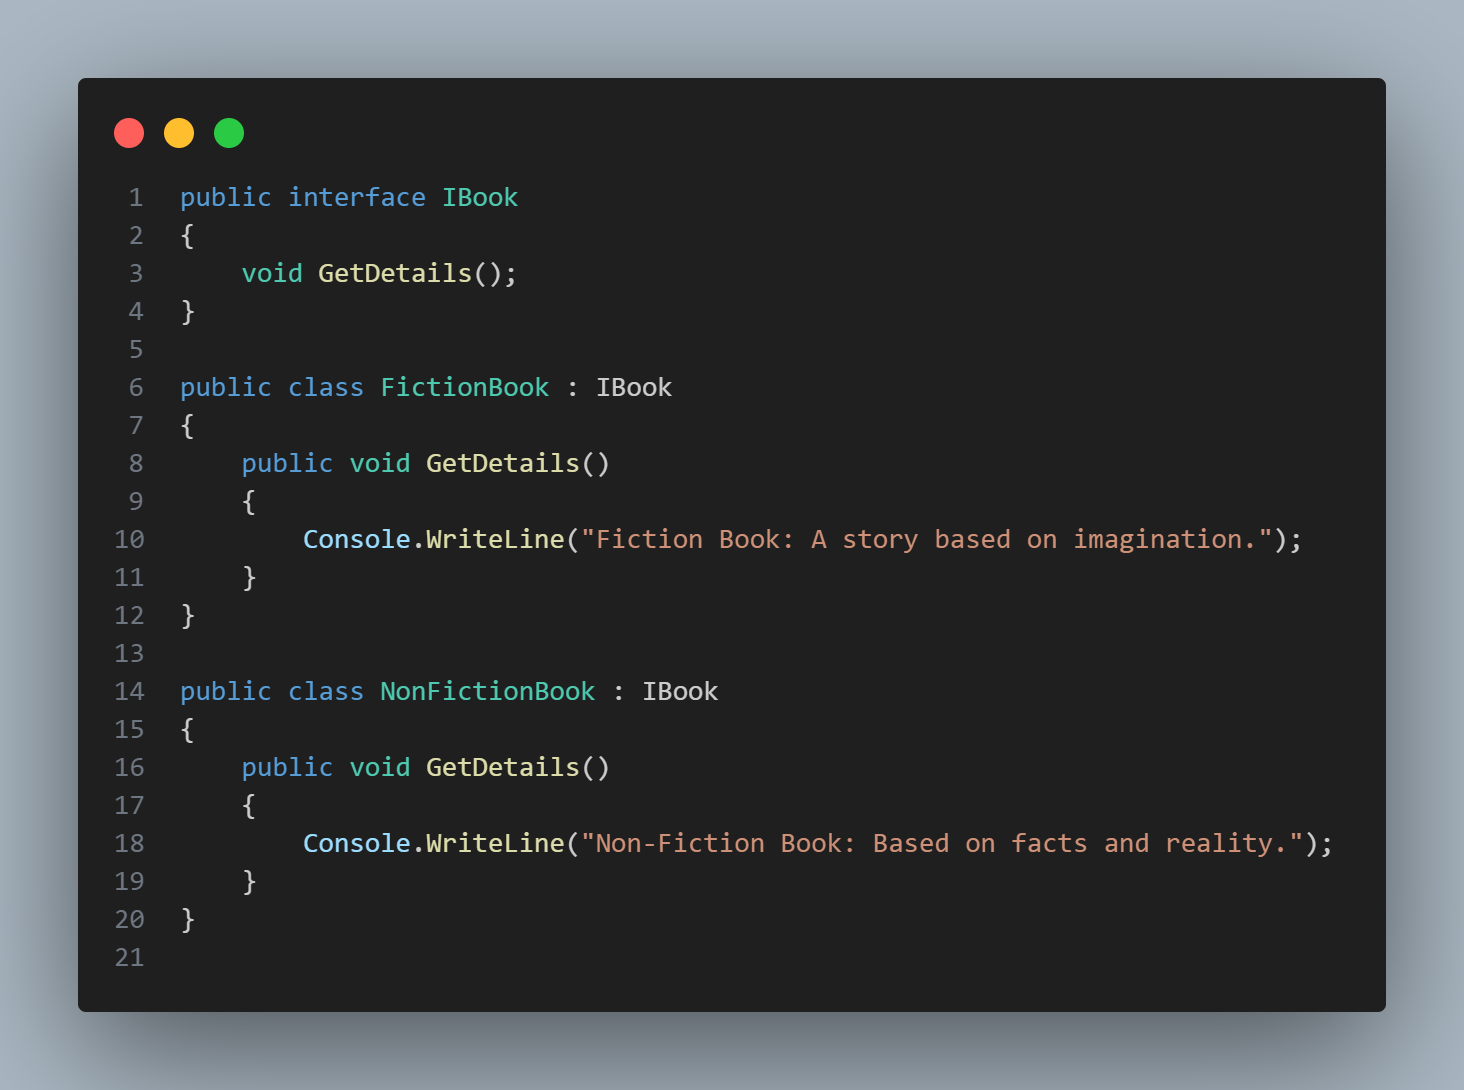 1 public interface IBook
2 {
3     void GetDetails();
4 }
5
6 public class FictionBook : IBook
7 {
8     public void GetDetails()
9     {
10         Console.WriteLine("Fiction Book: A story based on imagination.");
11     }
12 }
13
14 public class NonFictionBook : IBook
15 {
16     public void GetDetails()
17     {
18         Console.WriteLine("Non-Fiction Book: Based on facts and reality.");
19     }
20 }
21